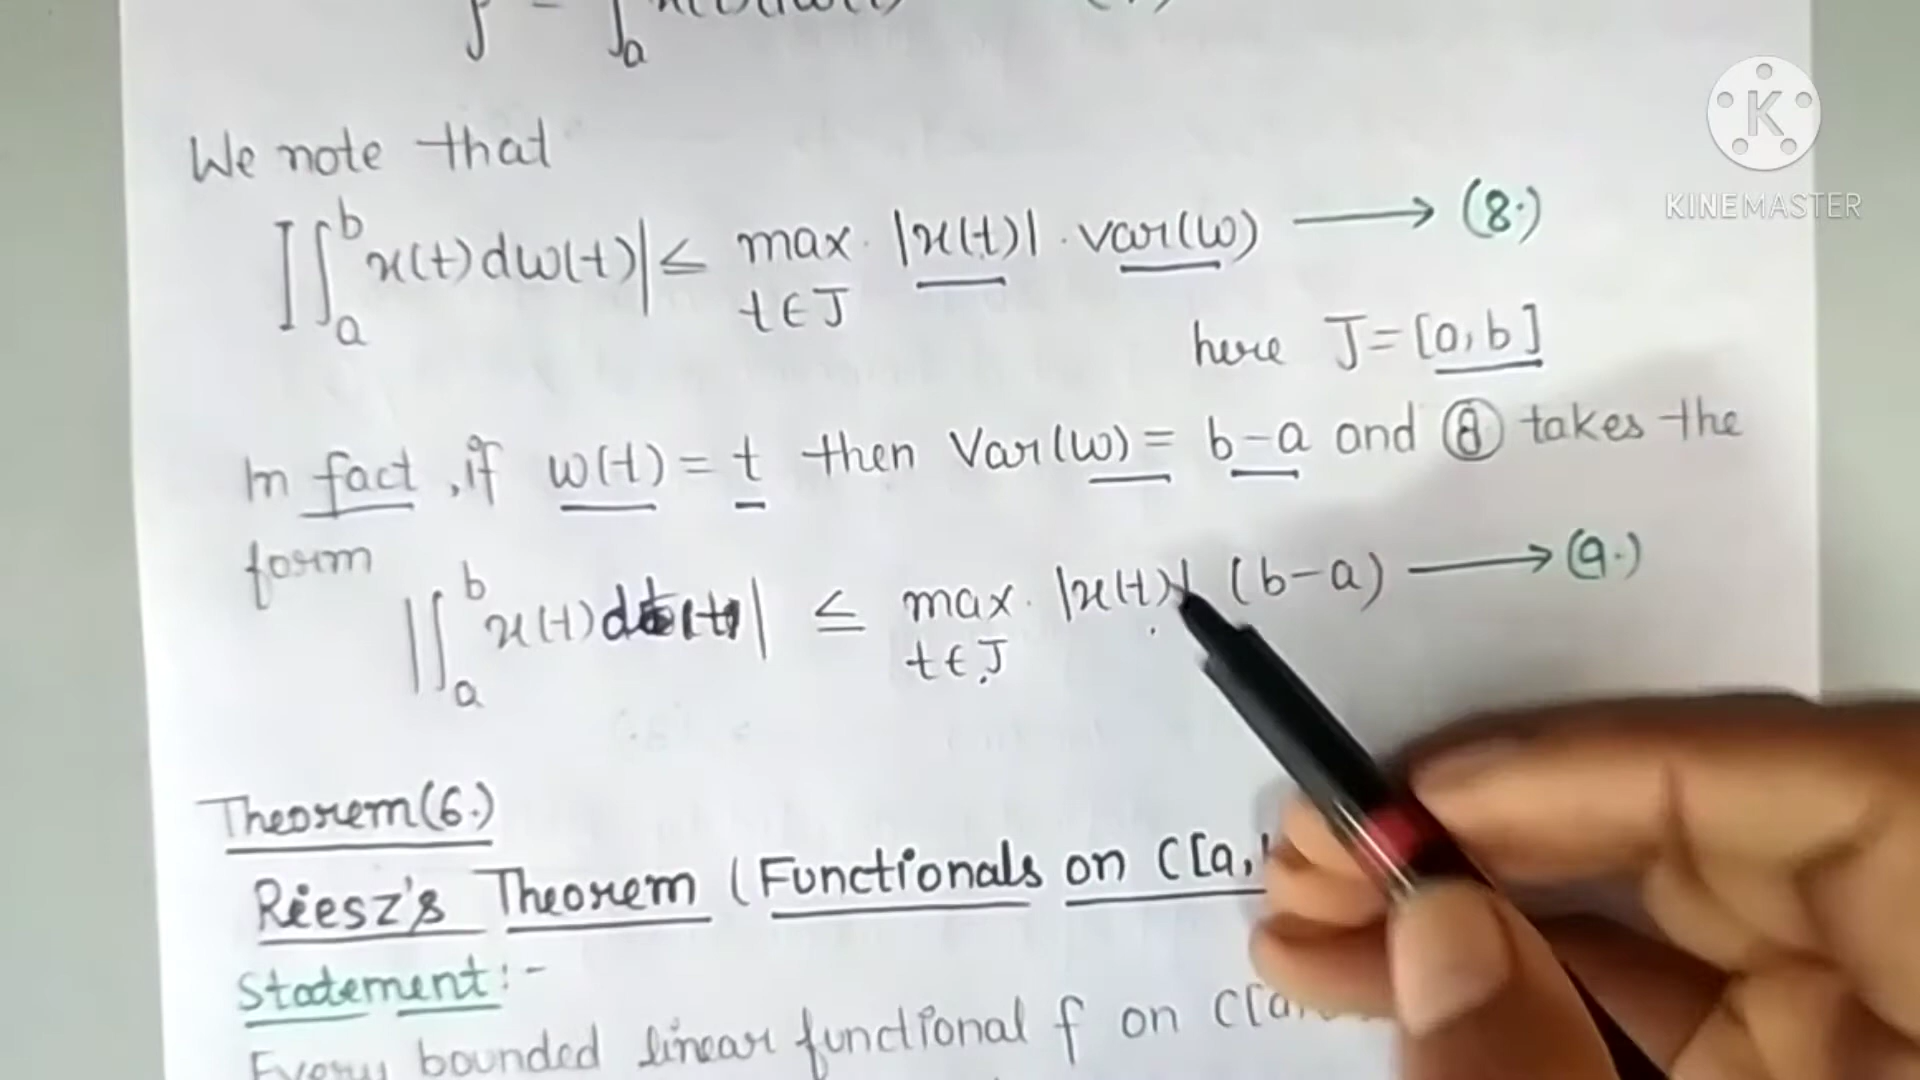 We note that
|∫_a^b x(t)dw(t)| ≤ max_{t∈J} |x(t)| . var(w) ⟶ (8.)
here J=[a,b]
In fact, if w(t) = t then Var(w) = b-a and ⑧ takes the
form
|∫_a^b x(t)dt| ≤ max_{t∈J} |x(t)| (b-a) ⟶ (9.)
Theorem(6.)
Riesz's Theorem (Functionals on C[a,
Statement:-
Every bounded linear functional f on C[a,
K
KINEMASTER